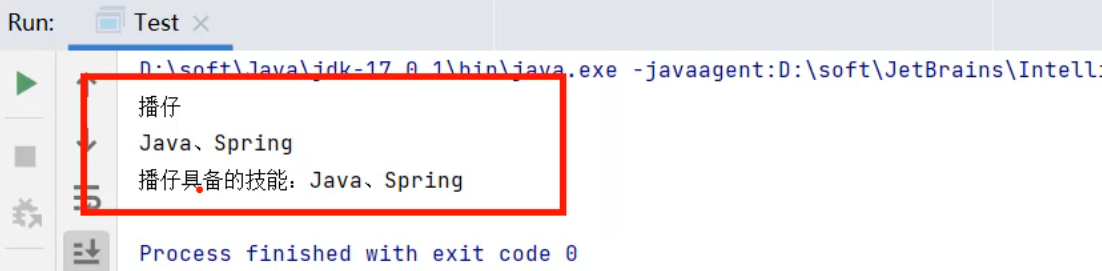 Run: Test
D:\soft\Java\jdk-17.0.1\bin\java.exe -javaagent:D:\soft\JetBrains\Intelli
播仔
Java、Spring
播仔具备的技能：Java、Spring
Process finished with exit code 0